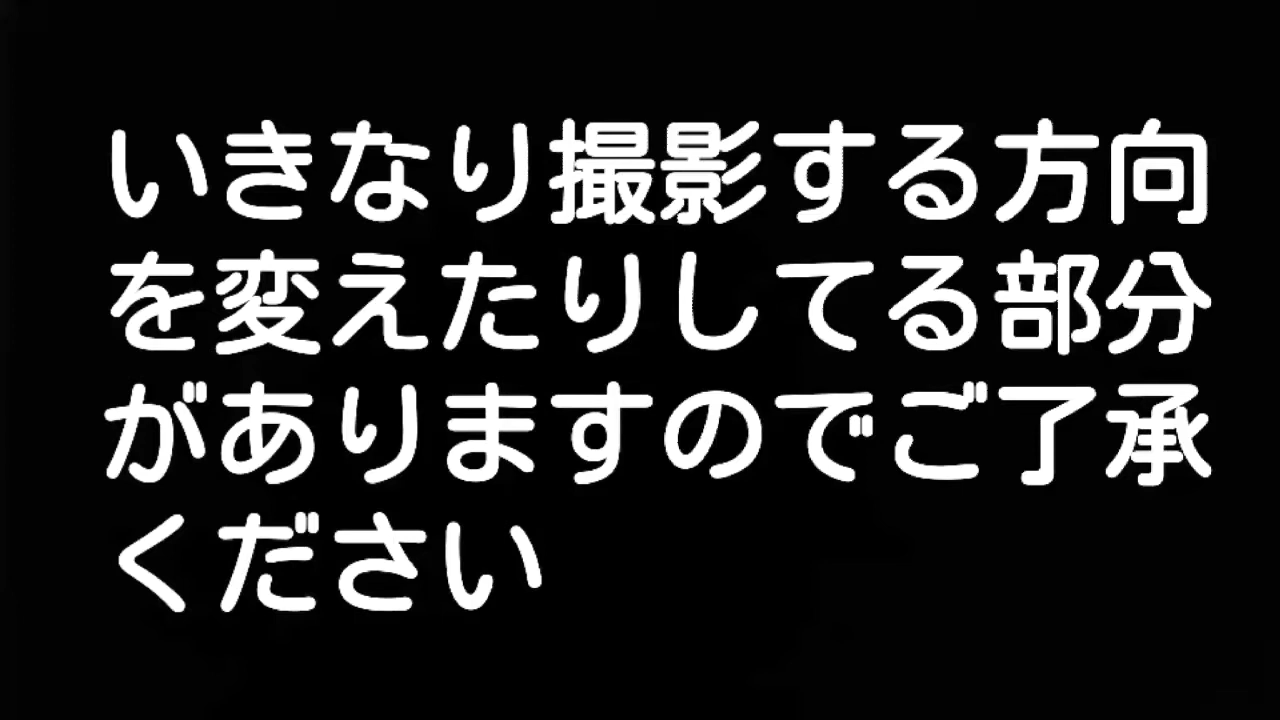 いきなり撮影する方向
を変えたりしてる部分
がありますのでご了承
ください